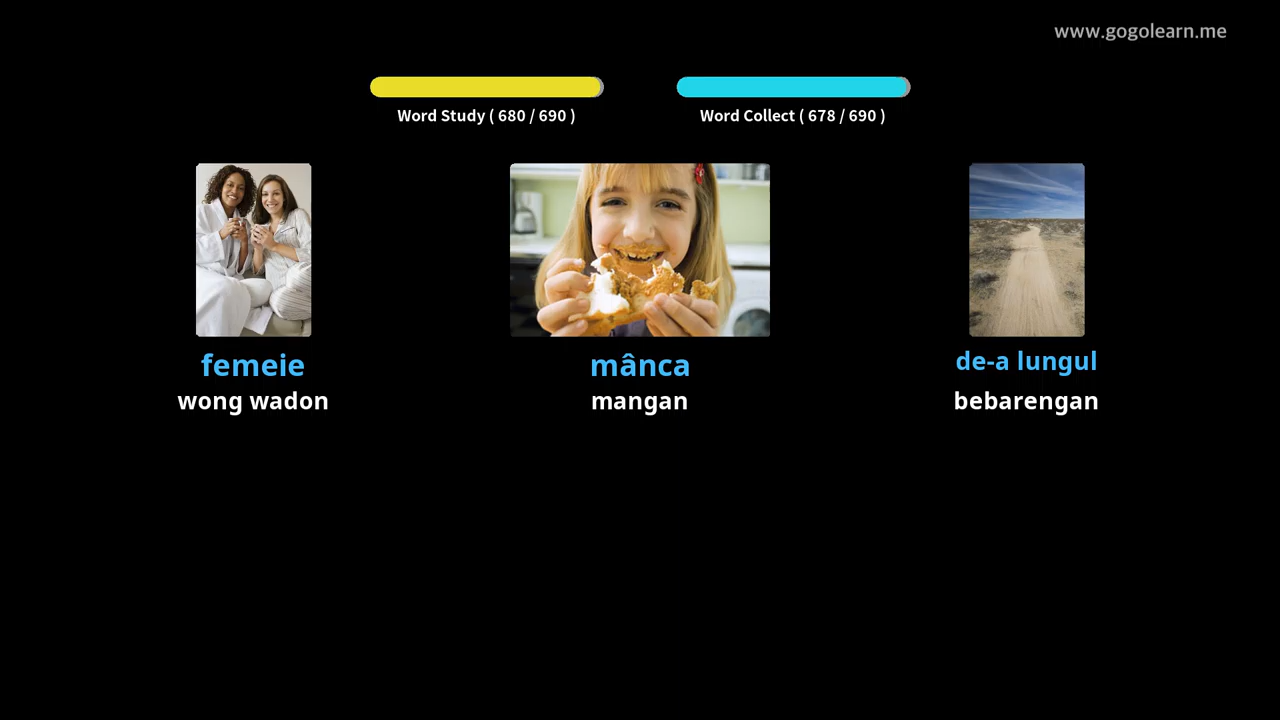 www.gogolearn.me
Word Study ( 680 / 690 )
Word Collect ( 678 / 690 )
femeie
wong wadon
mânca
mangan
de-a lungul
bebarengan